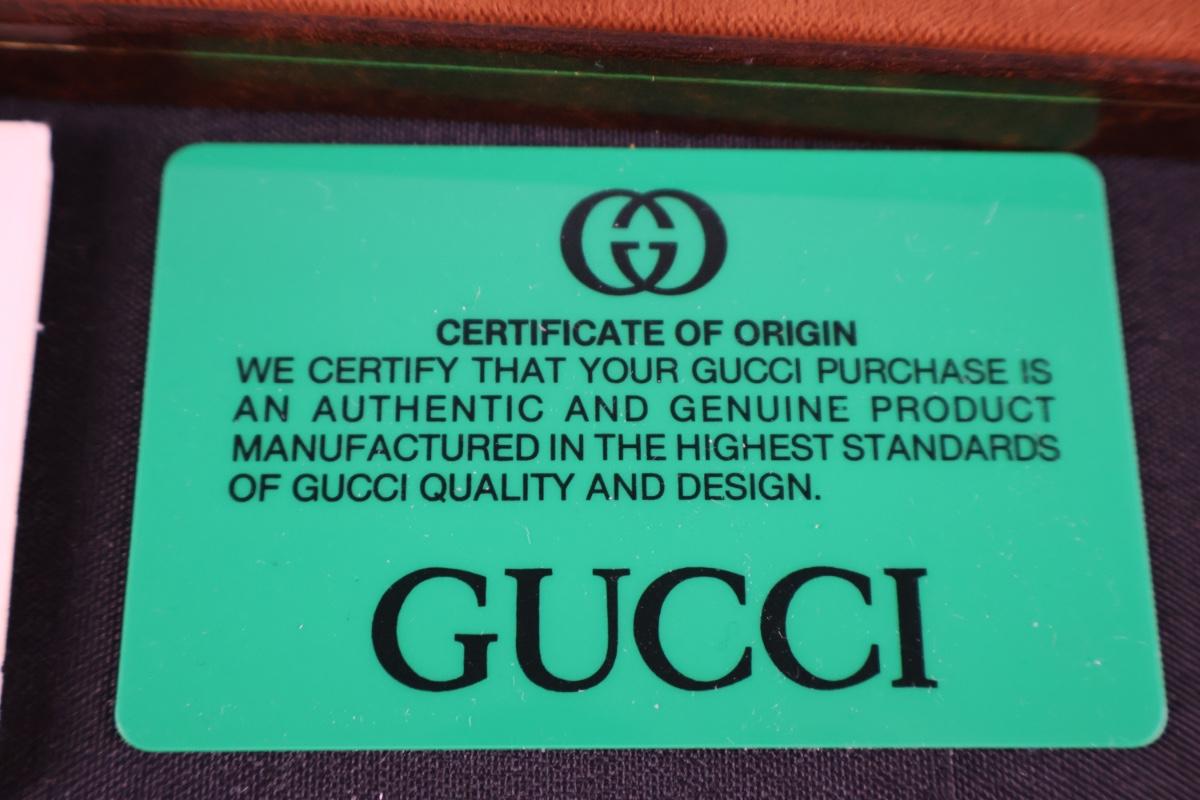 CERTIFICATE OF ORIGIN
WE CERTIFY THAT YOUR GUCCI PURCHASE IS
AN AUTHENTIC AND GENUINE PRODUCT
MANUFACTURED IN THE HIGHEST STANDARDS
OF GUCCI QUALITY AND DESIGN.
GUCCI